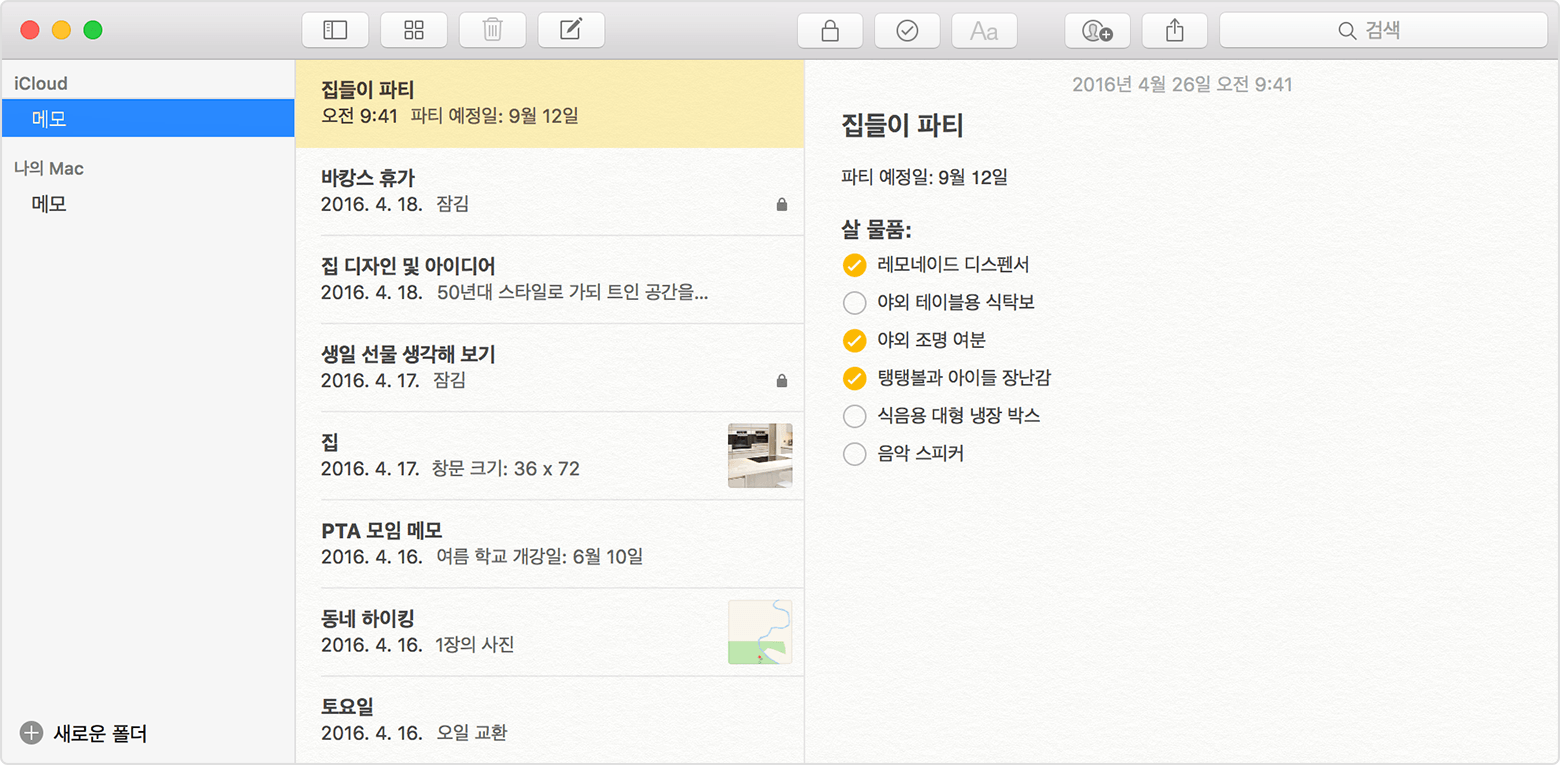 Aa
검색
iCloud
메모
나의 Mac
메모
새로운 폴더
집들이 파티
오전 9:41 파티 예정일: 9월 12일
바캉스 휴가
2016. 4. 18. 잠김
집 디자인 및 아이디어
2016. 4. 18. 50년대 스타일로 가되 트인 공간을...
생일 선물 생각해 보기
2016. 4. 17. 잠김
집
2016. 4. 17. 창문 크기: 36 x 72
PTA 모임 메모
2016. 4. 16. 여름 학교 개강일: 6월 10일
동네 하이킹
2016. 4. 16. 1장의 사진
토요일
2016. 4. 16. 오일 교환
2016년 4월 26일 오전 9:41
집들이 파티
파티 예정일: 9월 12일
살 물품:
레모네이드 디스펜서
야외 테이블용 식탁보
야외 조명 여분
탱탱볼과 아이들 장난감
식음용 대형 냉장 박스
음악 스피커